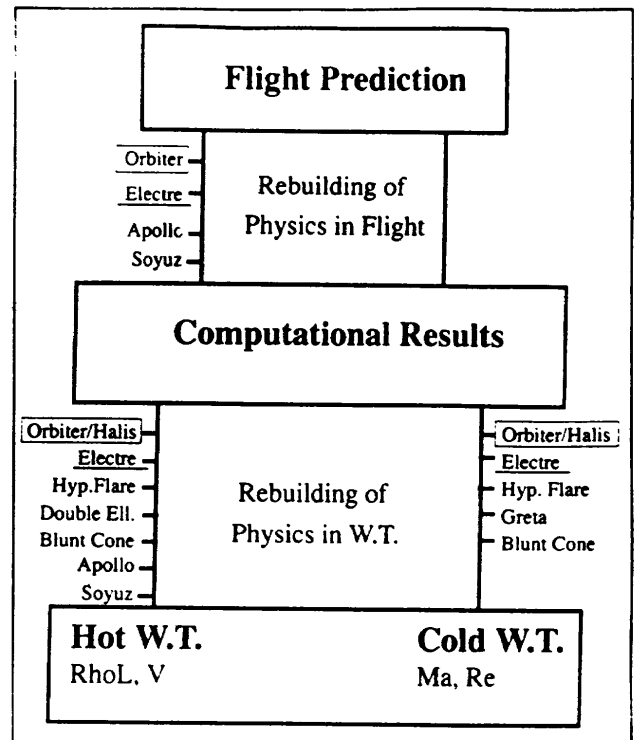 Flight Prediction
Orbiter
Electre
Apollo
Soyuz
Rebuilding of
Physics in Flight
Computational Results
Orbiter/Halis
Electre
Hyp.Flare
Double Ell.
Blunt Cone
Apollo
Soyuz
Rebuilding of
Physics in W.T.
Orbiter/Halis
Electre
Hyp. Flare
Greta
Blunt Cone
Hot W.T.
RhoL, V
Cold W.T.
Ma, Re